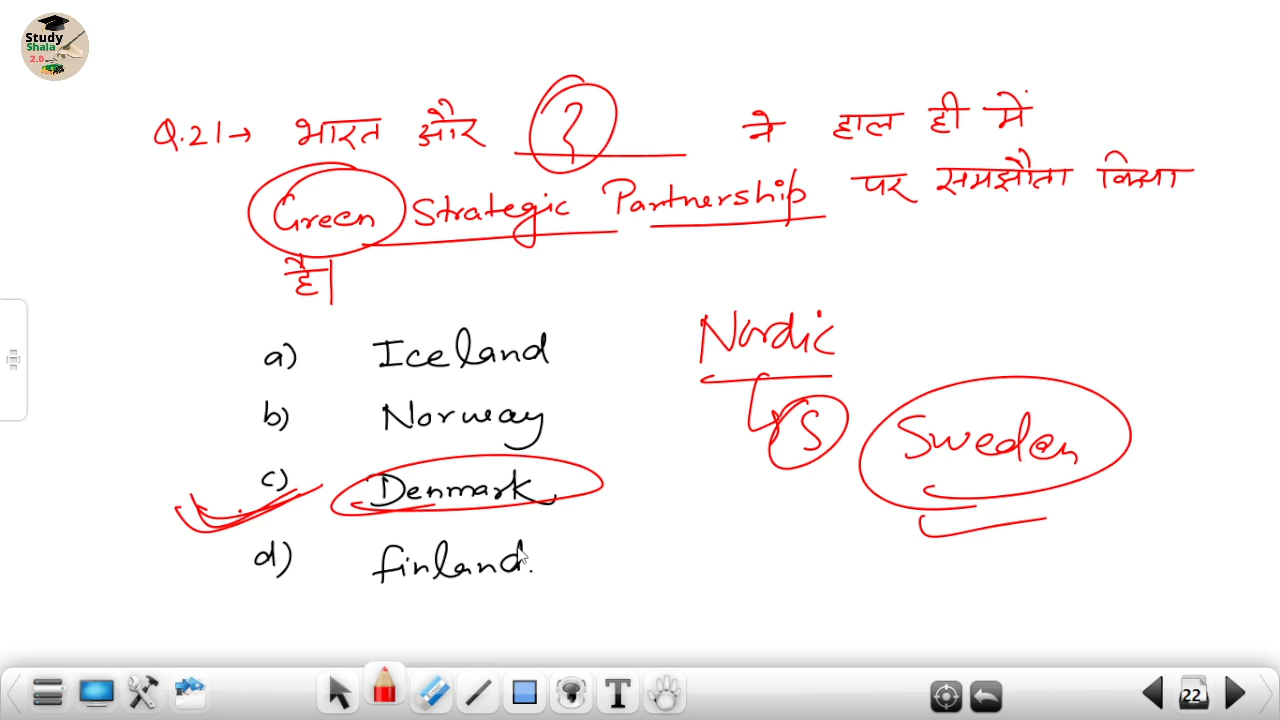 Study
Shala
2.0
Q.21→ भारत और ? ने हाल ही में
Green Strategic Partnership पर समझौता किया
है।
a) Iceland
b) Norway
c) Denmark
d) finland.
Nordic
S
Sweden
22